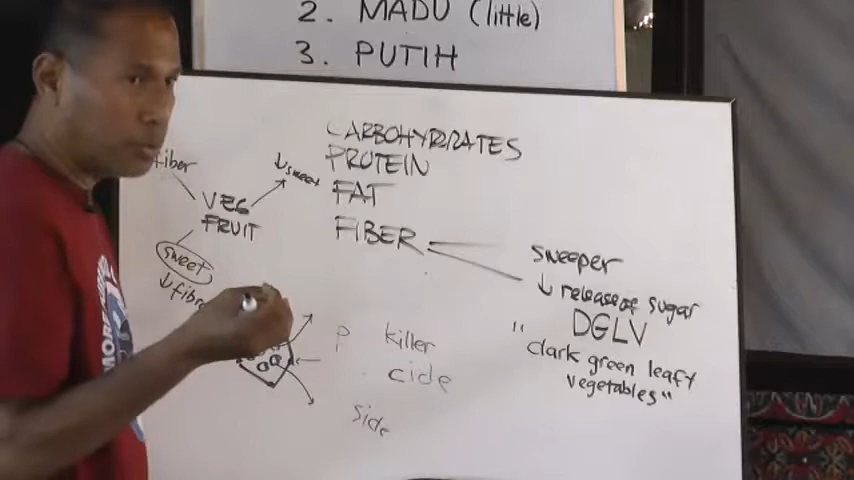 2. MADU (little)
3. PUTIH
CARBOHYRRATES
PROTEIN
FAT
FIBER
fiber
VEG
FRUIT
↓ sweet
sweet
↓ fibre
sweeper
↓ release of sugar
DGLV
"dark green leafy
vegetables"
P
killer
cide
side